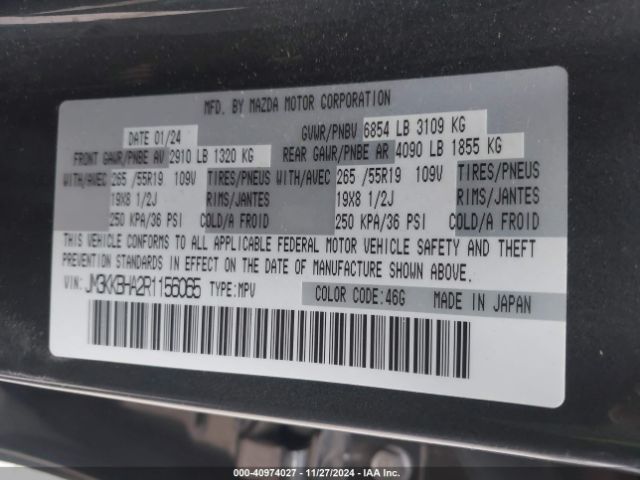 MFD. BY MAZDA MOTOR CORPORATION
DATE 01/24 GVWR/PNBV 6854 LB 3109 KG
FRONT GAWR/PNBE AV 2910 LB 1320 KG REAR GAWR/PNBE AR 4090 LB 1855 KG
WITH/AVEC 265 /55R19 109V TIRES/PNEUS WITH/AVEC 265 /55R19 109V TIRES/PNEUS
19X8 1/2J RIMS/JANTES 19X8 1/2J RIMS/JANTES
250 KPA/36 PSI COLD/A FROID 250 KPA/36 PSI COLD/A FROID
THIS VEHICLE CONFORMS TO ALL APPLICABLE FEDERAL MOTOR VEHICLE SAFETY AND THEFT
PREVENTION STANDARDS IN EFFECT ON THE DATE OF MANUFACTURE SHOWN ABOVE.
VIN: JM3KKBHA2R1156065 TYPE:MPV COLOR CODE:46G MADE IN JAPAN
000-40974027 - 11/27/2024 - IAA Inc.